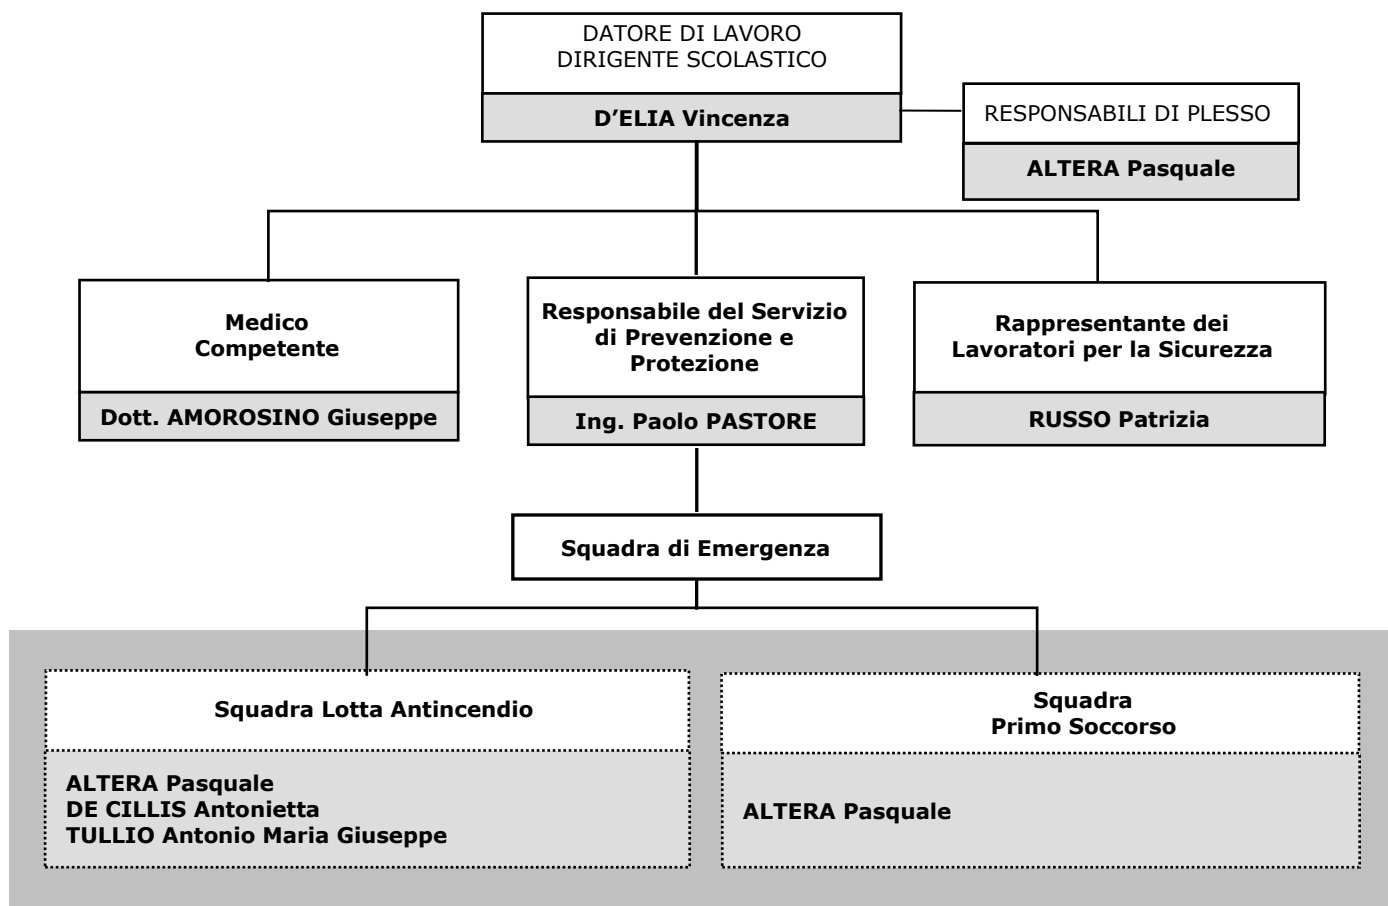 DATORE DI LAVORO
DIRIGENTE SCOLASTICO
D’ELIA Vincenza
RESPONSABILI DI PLESSO
ALTERA Pasquale
Medico
Competente
Dott. AMOROSINO Giuseppe
Responsabile del Servizio
di Prevenzione e
Protezione
Ing. Paolo PASTORE
Rappresentante dei
Lavoratori per la Sicurezza
RUSSO Patrizia
Squadra di Emergenza
Squadra Lotta Antincendio
ALTERA Pasquale
DE CILLIS Antonietta
TULLIO Antonio Maria Giuseppe
Squadra
Primo Soccorso
ALTERA Pasquale